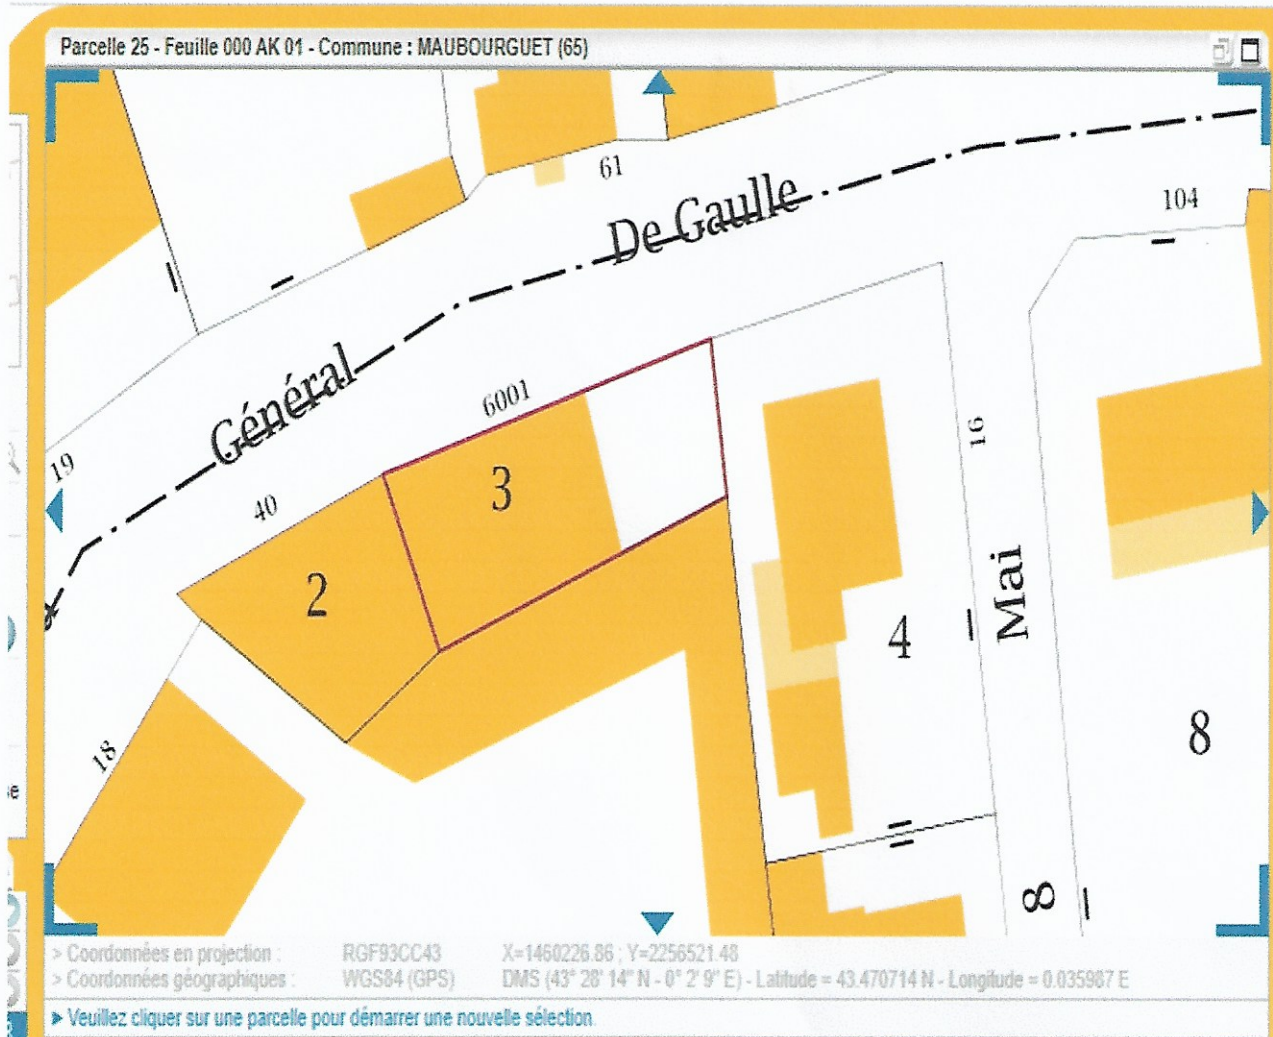 Parcelle 25 - Feuille 000 AK 01 - Commune : MAUBOURGUET (65)
61
De Gaulle
104
Général
6001
19
40
3
16
2
Mai
4
18
8
8
> Coordonnées en projection : RGF93CC43 X=1460226.86 ; Y=2256521.48
> Coordonnées géographiques : WGS84 (GPS) DMS (43° 28' 14" N - 0° 2' 9" E) - Latitude = 43.470714 N - Longitude = 0.035987 E
Veuillez cliquer sur une parcelle pour démarrer une nouvelle sélection.